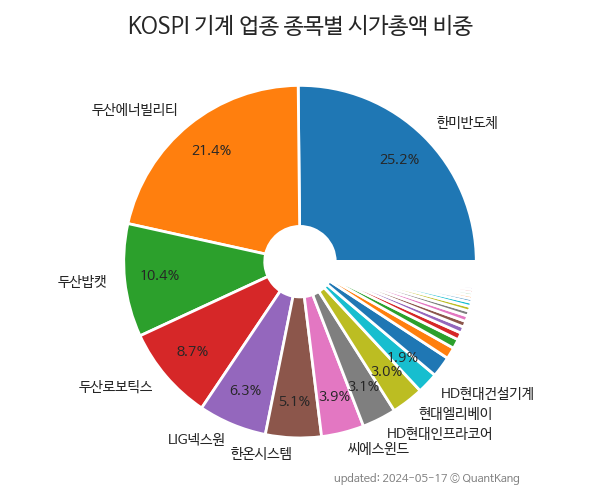 KOSPI 기계 업종 종목별 시가총액 비중
한미반도체
25.2%
두산에너빌리티
21.4%
두산밥캣
10.4%
두산로보틱스
8.7%
LIG넥스원
6.3%
한온시스템
5.1%
씨에스윈드
3.9%
HD현대인프라코어
3.1%
현대엘리베이
3.0%
HD현대건설기계
1.9%
updated: 2024-05-17 © QuantKang